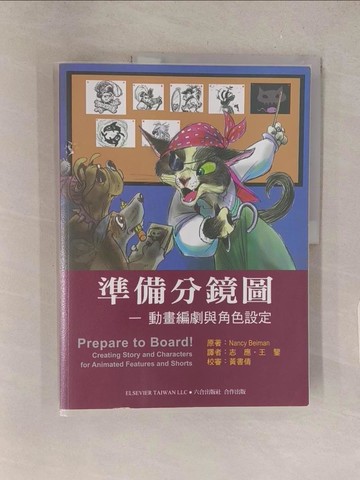 準備分鏡圖
— 動畫編劇與角色設定
Prepare to Board!
Creating Story and Characters
for Animated Features and Shorts
原著：Nancy Beiman
譯者：志 應、王 鑒
校審：黃書倩
ELSEVIER TAIWAN LLC • 六合出版社 合作出版